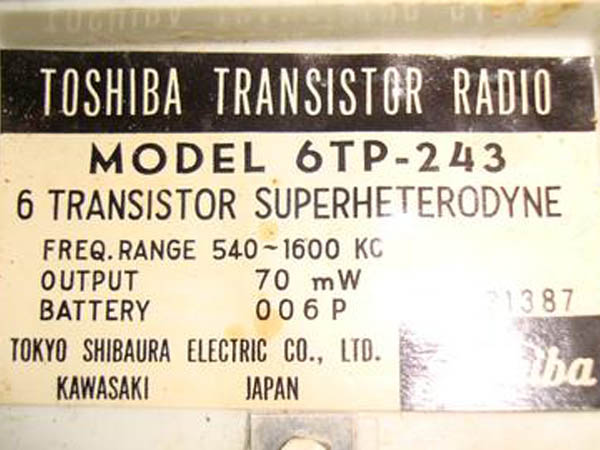 TOSHIBA TRANSISTOR RADIO
MODEL 6TP-243
6 TRANSISTOR SUPERHETERODYNE
FREQ. RANGE 540~1600 KC
OUTPUT 70 mW
BATTERY 006P
1387
TOKYO SHIBAURA ELECTRIC CO., LTD.
KAWASAKI JAPAN